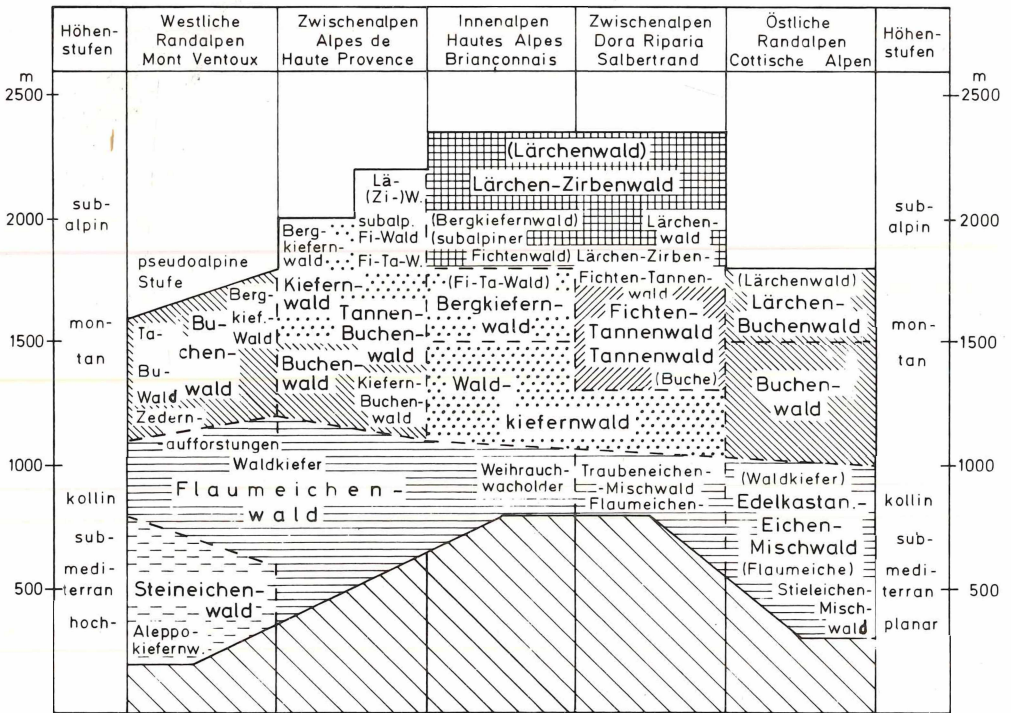 Höhen-
stufen
Westliche
Randalpen
Mont Ventoux
Zwischenalpen
Alpes de
Haute Provence
Innenalpen
Hautes Alpes
Briançonnais
Zwischenalpen
Dora Riparia
Salbertrand
Östliche
Randalpen
Cottische Alpen
Höhen-
stufen
m
2500
2000
1500
1000
500
sub-
alpin
mon-
tan
kollin
sub-
medi-
terran
hoch-
pseudoalpine
Stufe
Berg-
kief.-
Wald
Ta-
Bu-
Wald
Bu-
chen-
wald
Zedern-
aufforstungen
Waldkiefer
Flaumeichen-
wald
Steineichen-
wald
Aleppo-
kiefernw.-
Lä-
(Zi-)W.
Berg-
kiefern-
wald
subalp.
Fi-Wald
Fi-Ta-W.
Kiefern-
wald
Tannen-
Buchen-
wald
Buchen-
wald
Kiefern-
Buchen-
wald
(Lärchenwald)
Lärchen-Zirbenwald
(Bergkiefernwald)
(subalpiner
Fichtenwald)
(Fi-Ta-Wald)
Bergkiefern-
wald
Wald-
kiefernwald
Weihrauch-
wacholder
Lärchen-
wald
Lärchen-Zirben-
Fichten-Tannen-
wald
Fichten-
Tannenwald
Tannenwald
(Buche)
Traubeneichen-
-Mischwald
Flaumeichen-
(Lärchenwald)
Lärchen-
Buchenwald
Buchen-
wald
(Waldkiefer)
Edelkastan.-
Eichen-
Mischwald
(Flaumeiche)
Stieleichen-
Misch-
wald
m
2500
2000
1500
1000
500
sub-
alpin
mon-
tan
kollin
sub-
medi-
terran
planar